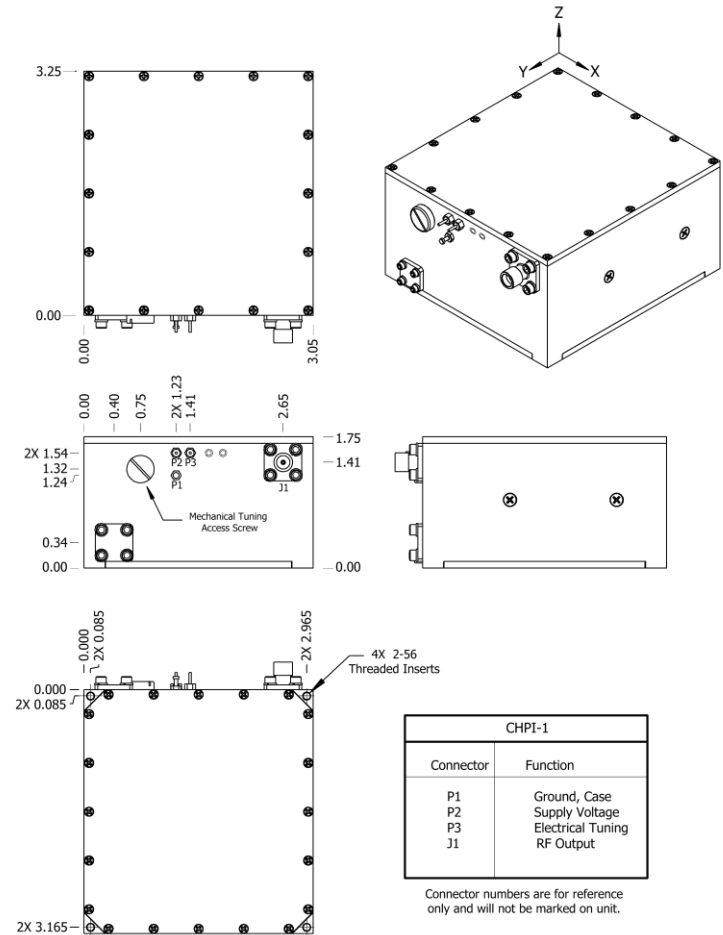 Z
Y
X
3.25
0.00
0.00
3.05
0.00
0.40
0.75
2X 1.23
1.41
2.65
2X 1.54
1.32
1.24
0.34
0.00
P2 P3
P1
J1
Mechanical Tuning
Access Screw
1.75
1.41
0.00
0.000
2X 0.085
2X 2.965
0.000
2X 0.085
2X 3.165
4X 2-56
Threaded Inserts
CHPI-1
Connector Function
P1 Ground, Case
P2 Supply Voltage
P3 Electrical Tuning
J1 RF Output
Connector numbers are for reference
only and will not be marked on unit.